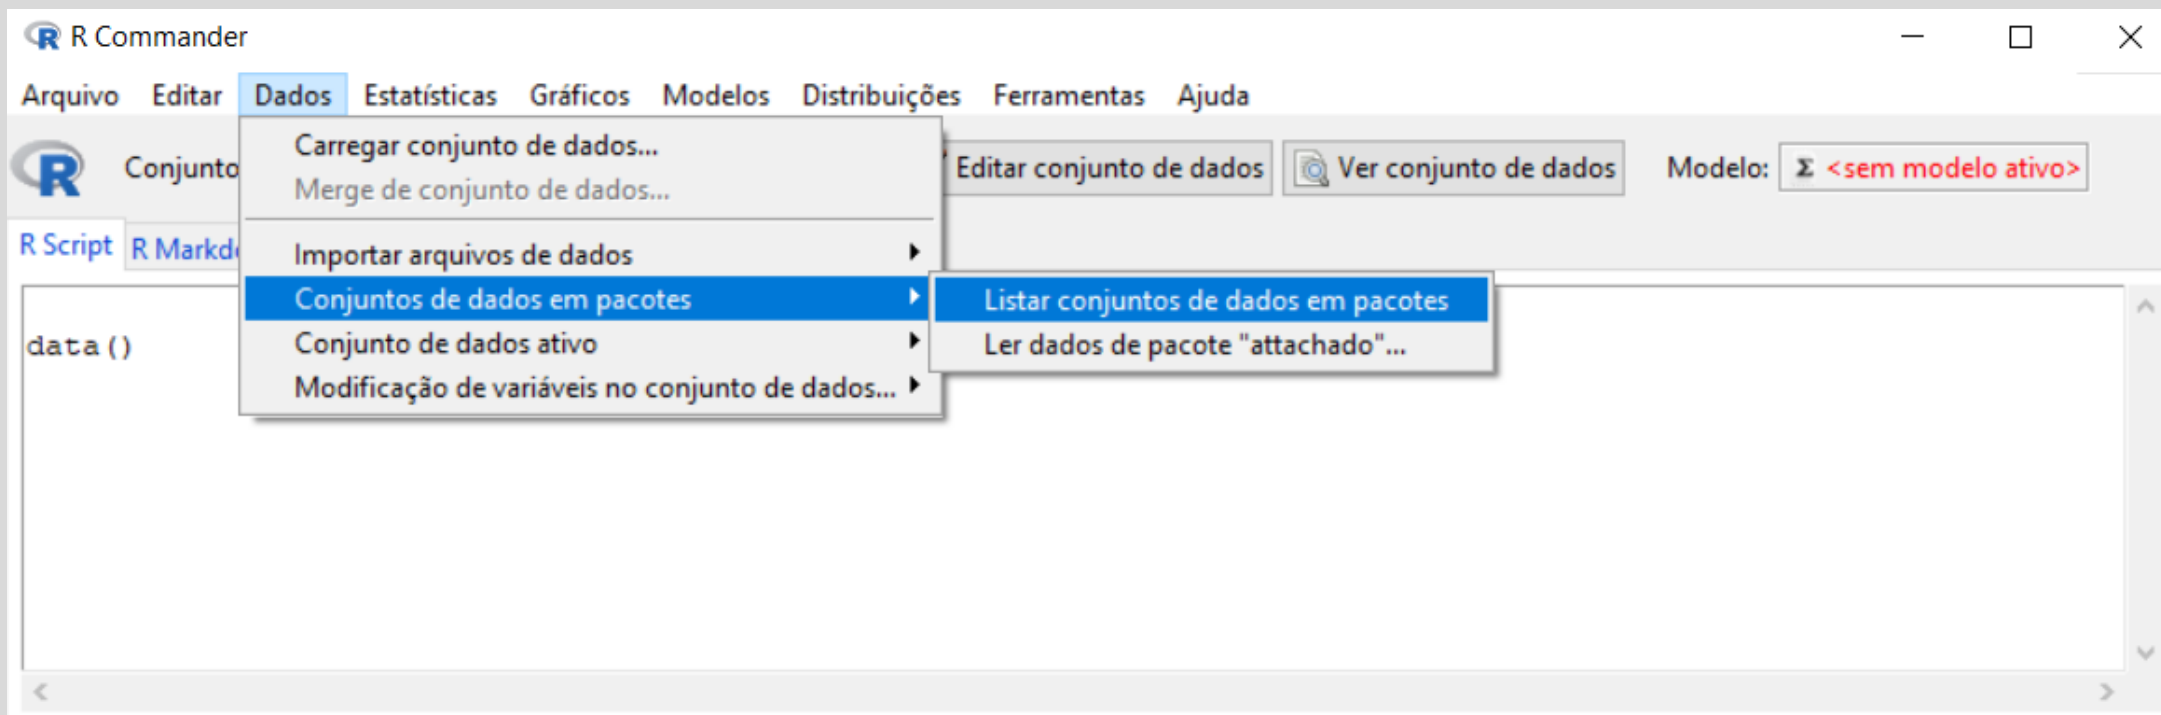 R Commander
Arquivo Editar Dados Estatísticas Gráficos Modelos Distribuições Ferramentas Ajuda
Conjunto Editar conjunto de dados Ver conjunto de dados Modelo: Σ <sem modelo ativo>
Carregar conjunto de dados...
Merge de conjunto de dados...
R Script
Importar arquivos de dados
Conjuntos de dados em pacotes
Conjunto de dados ativo
Modificação de variáveis no conjunto de dados...
Listar conjuntos de dados em pacotes
Ler dados de pacote "attachado"...
data()